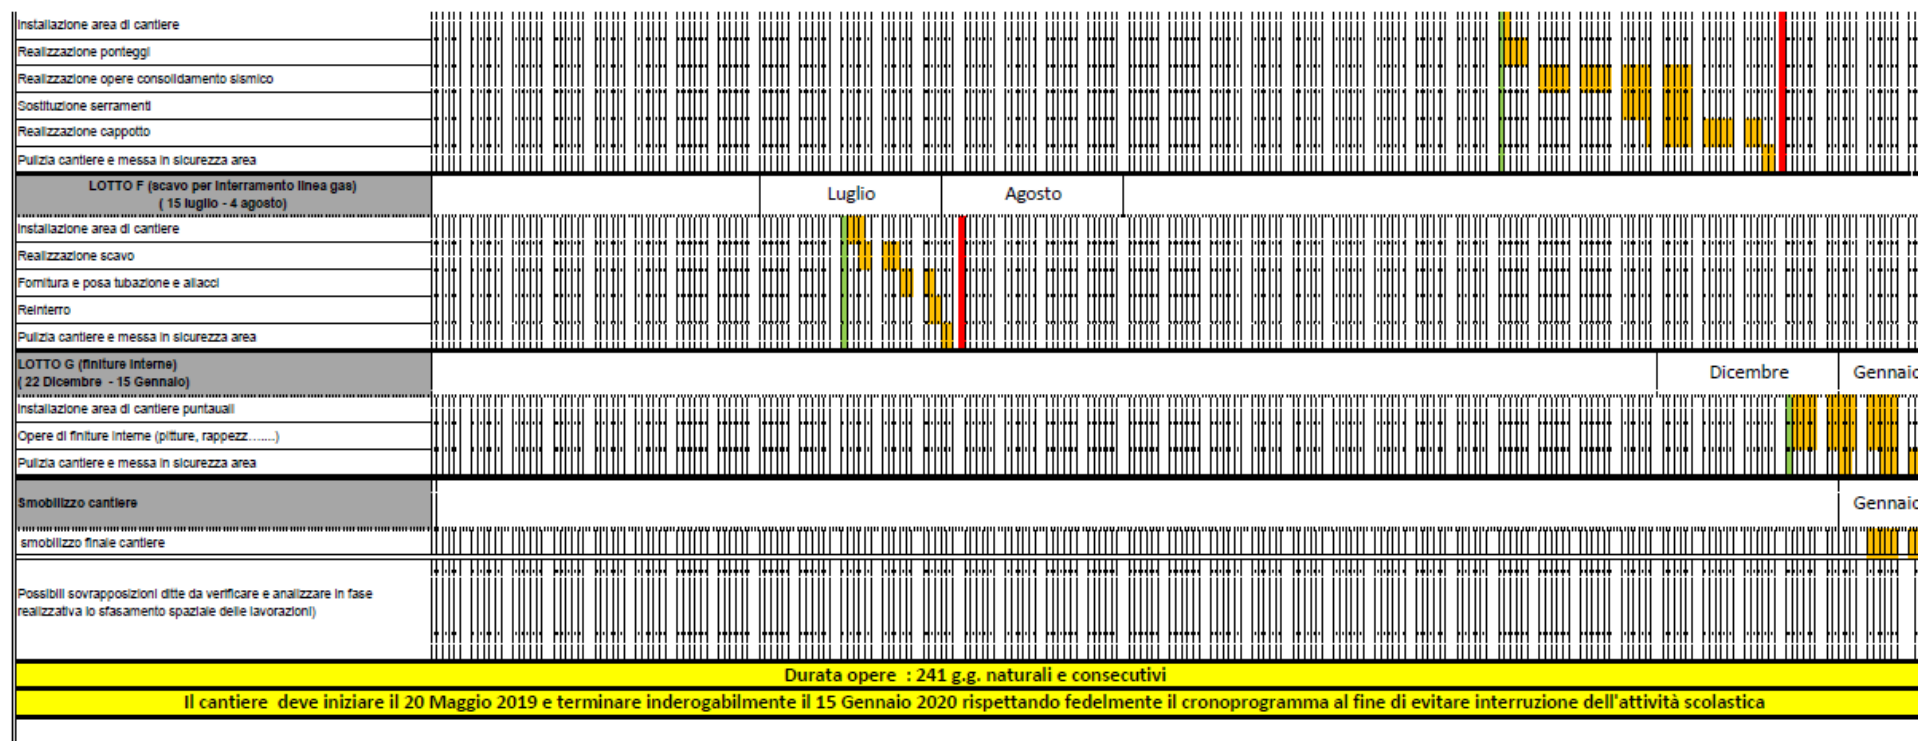 Installazione area di cantiere
Realizzazione ponteggi
Realizzazione opere consolidamento sismico
Sostituzione serramenti
Realizzazione cappotto
Pulizia cantiere e messa in sicurezza area
LOTTO F (scavo per interramento linea gas)
( 15 luglio - 4 agosto)
Luglio
Agosto
Installazione area di cantiere
Realizzazione scavo
Fornitura e posa tubazione e allacci
Reinterro
Pulizia cantiere e messa in sicurezza area
LOTTO G (finiture interne)
( 22 Dicembre - 15 Gennaio)
Dicembre
Gennaio
Installazione area di cantiere puntauali
Opere di finiture interne (pitture, rappezz…....)
Pulizia cantiere e messa in sicurezza area
Smobilizzo cantiere
Gennaio
smobilizzo finale cantiere
Possibili sovrapposizioni ditte da verificare e analizzare in fase
realizzativa lo sfasamento spaziale delle lavorazioni)
Durata opere : 241 g.g. naturali e consecutivi
Il cantiere deve iniziare il 20 Maggio 2019 e terminare inderogabilmente il 15 Gennaio 2020 rispettando fedelmente il cronoprogramma al fine di evitare interruzione dell'attività scolastica